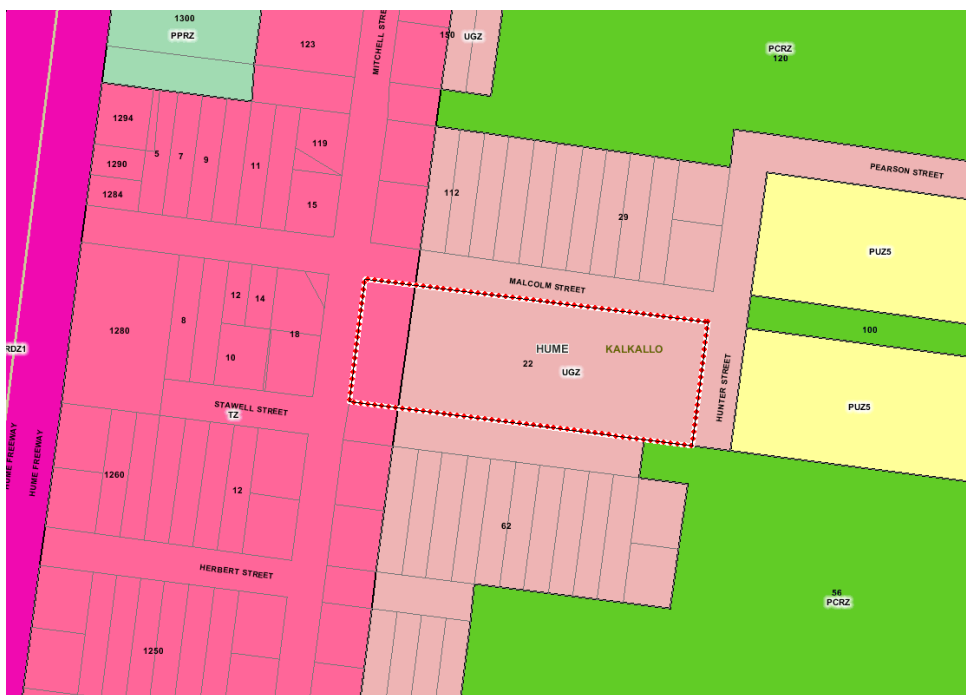 1300
PPRZ
123
MITCHELL STREE
150
UGZ
PCRZ
120
1294
5
7
9
11
119
1290
1284
15
112
29
PEARSON STREET
PUZ5
MALCOLM STREET
12
14
8
18
1280
10
HUME
KALKALLO
22
UGZ
100
RDZ1
STAWELL STREET
TZ
HUNTER STREET
PUZ5
HUME FREEWAY
HUME FREEWAY
1260
12
62
HERBERT STREET
56
PCRZ
1250